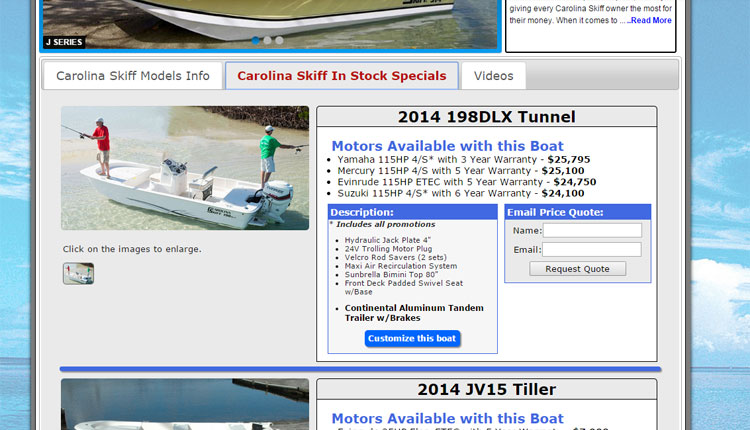 giving every Carolina Skiff owner the most for
their money. When it comes to .....Read More
J SERIES
Carolina Skiff Models Info
Carolina Skiff In Stock Specials
Videos
2014 198DLX Tunnel
Motors Available with this Boat
Yamaha 115HP 4/S* with 3 Year Warranty - $25,795
Mercury 115HP 4/S with 5 Year Warranty - $25,100
Evinrude 115HP ETEC with 5 Year Warranty - $24,750
Suzuki 115HP 4/S* with 6 Year Warranty - $24,100
Click on the images to enlarge.
Description:
* Includes all promotions
Hydraulic Jack Plate 4"
24V Trolling Motor Plug
Velcro Rod Savers (2 sets)
Maxi Air Recirculation System
Sunbrella Bimini Top 80"
Front Deck Padded Swivel Seat
w/Base
Continental Aluminum Tandem
Trailer w/Brakes
Customize this boat
Email Price Quote:
Name:
Email:
Request Quote
2014 JV15 Tiller
Motors Available with this Boat